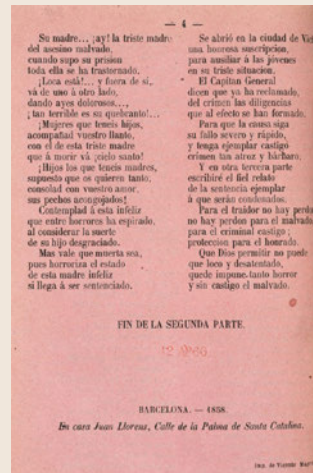 — 4 —
Su madre... ¡ay! la triste madre
del asesino malvado,
cuando supo su prision
toda ella se ha trastornado.
¡Loca está!... y fuera de si,
vá de uno á otro lado,
dando ayes dolorosos...,
¡tan terrible es su quebranto!...
¡Mujeres que teneis hijos,
acompañad vuestro llanto,
con el de esta triste madre
que á morir vá ¡cielo santo!
¡Hijos los que teneis madres,
supuesto que os quieren tanto;
consolad con vuestro amor,
sus pechos acongojados!
Contemplad á esta infeliz
que entre horrores ha espirado,
al considerar la suerte
de su hijo desgraciado.
Mas vale que muerta sea,
pues horroriza el estado
de esta madre infeliz
si llega á ser sentenciado.
Se abrió en la ciudad de
una honrosa suscripcion,
para ausiliar á las jóvenes
en su triste situacion.
El Capitan General
dicen que ya ha reclamado,
del crimen las diligencias
que al efecto se han formado.
Para que la causa siga
su fallo severo y rápido,
y tenga ejemplar castigo
crimen tan atroz y bárbaro.
Y en otra tercera parte
escribiré el fiel relato
de la sentencia ejemplar
á que serán condenados.
Para el traidor no hay
no hay perdon para el malvado
para el criminal castigo;
proteccion para el honrado.
Que Dios permitir no puede
que loco y desatentado,
quede impune tanto horror
y sin castigo el malvado.
FIN DE LA SEGUNDA PARTE.
BARCELONA. — 1858.
En casa Juan Llorens, Calle de la Palma de Santa Catalina.
Imp. de Vicente